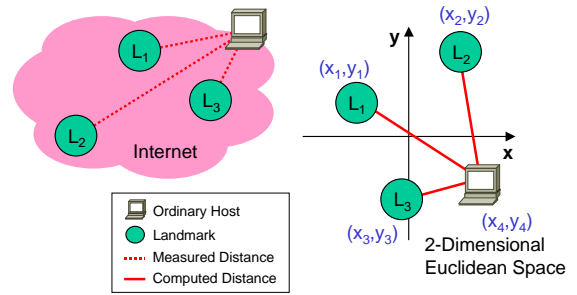 L1
L2
L3
Internet
Ordinary Host
Landmark
Measured Distance
Computed Distance
y
x
(x1,y1)
L1
(x2,y2)
L2
L3
(x3,y3)
(x4,y4)
2-Dimensional
Euclidean Space